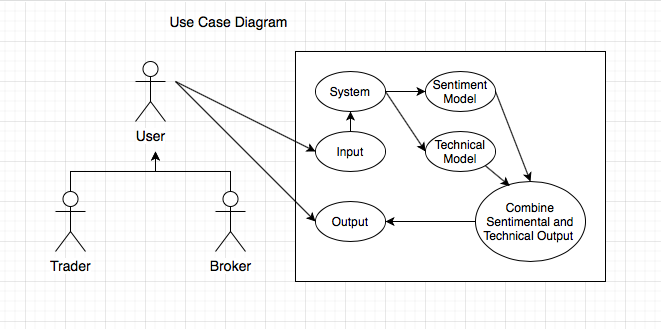 Use Case Diagram
User
Trader
Broker
System
Sentiment
Model
Input
Technical
Model
Output
Combine
Sentimental and
Technical Output